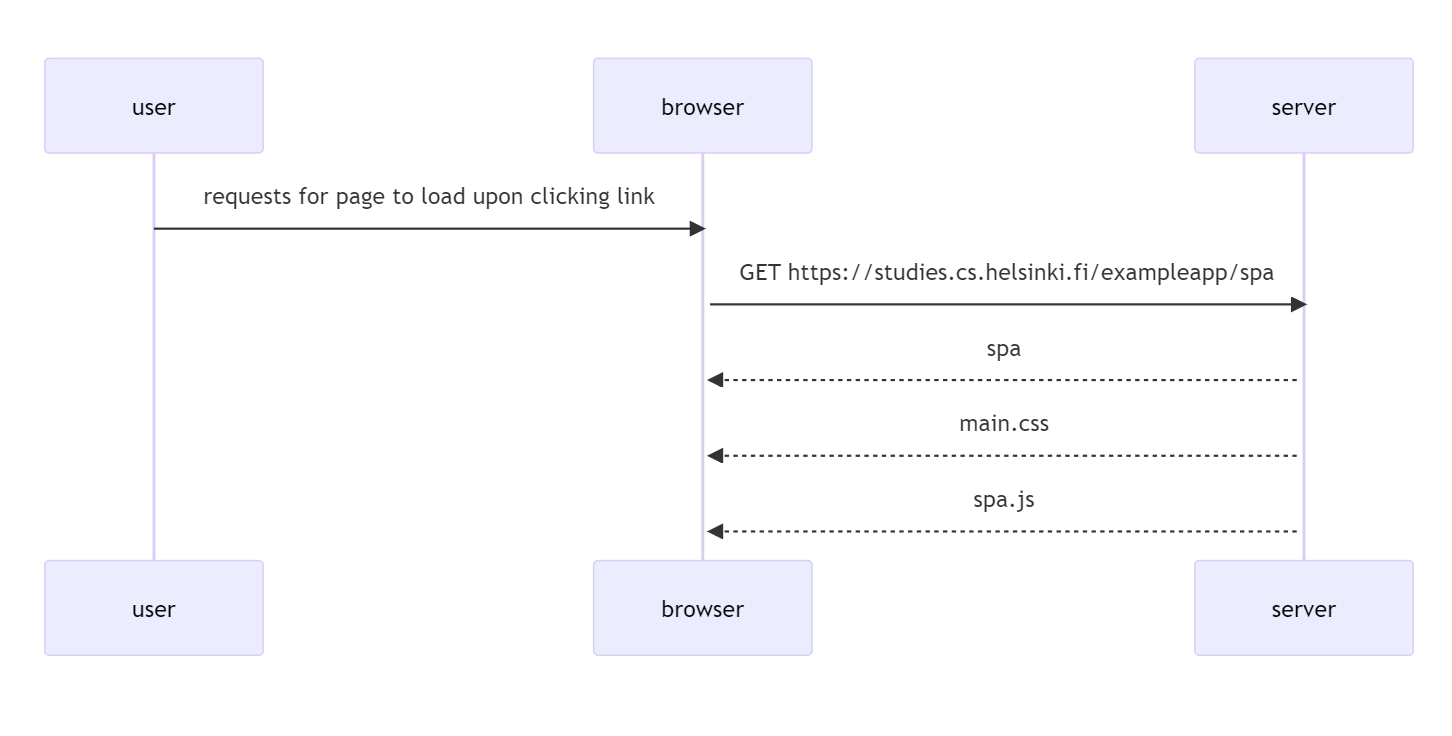 user
browser
server
requests for page to load upon clicking link
GET https://studies.cs.helsinki.fi/exampleapp/spa
spa
main.css
spa.js
user
browser
server